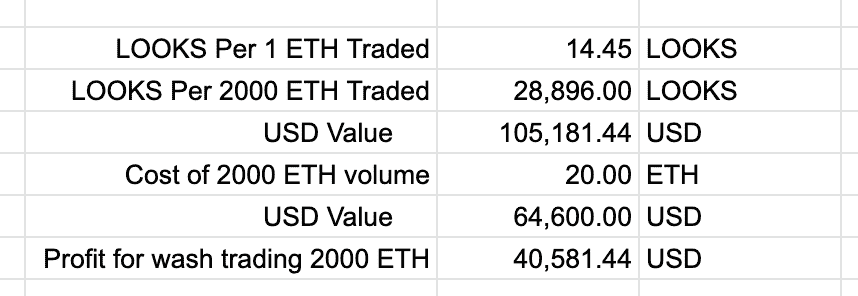 LOOKS Per 1 ETH Traded 14.45 LOOKS
LOOKS Per 2000 ETH Traded 28,896.00 LOOKS
USD Value 105,181.44 USD
Cost of 2000 ETH volume 20.00 ETH
USD Value 64,600.00 USD
Profit for wash trading 2000 ETH 40,581.44 USD